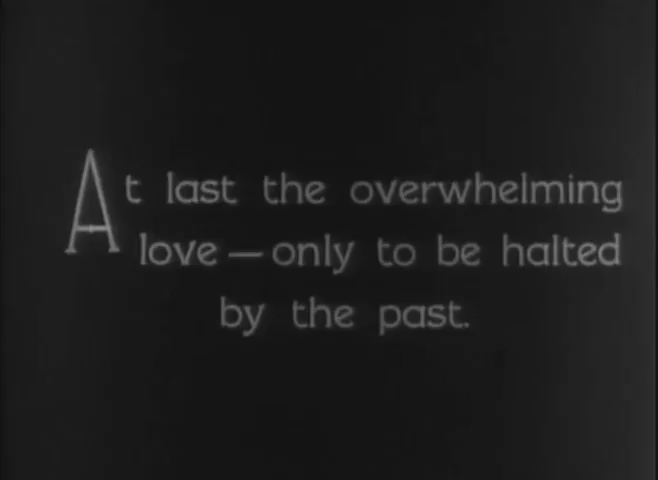 At last the overwhelming
love—only to be halted
by the past.